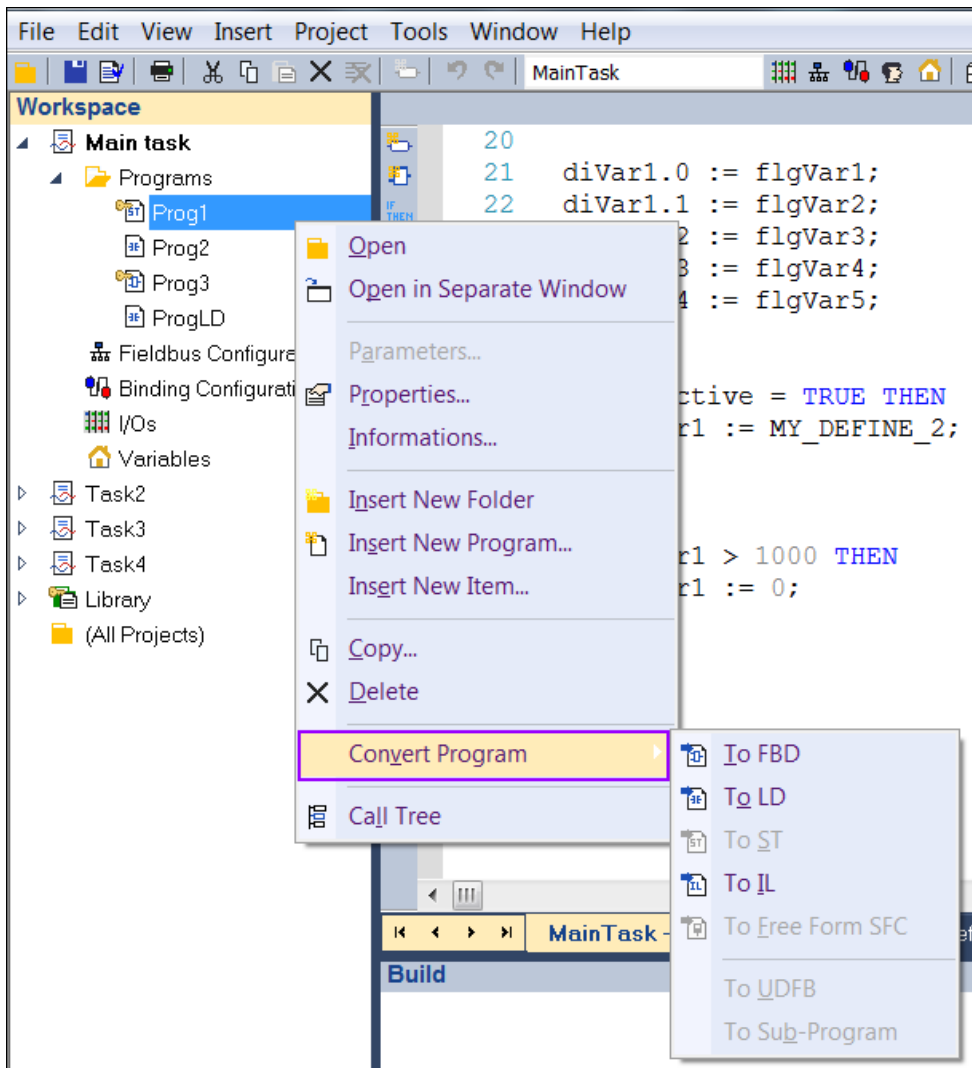 File Edit View Insert Project Tools Window Help
MainTask
Workspace
Main task
Programs
Prog1
Prog2
Prog3
ProgLD
Fieldbus Configura
Binding Configurati
I/Os
Variables
Task2
Task3
Task4
Library
(All Projects)
IF
THEN
20
21 diVar1.0 := flgVar1;
22 diVar1.1 := flgVar2;
2 := flgVar3;
3 := flgVar4;
4 := flgVar5;
ctive = TRUE THEN
r1 := MY_DEFINE_2;
r1 > 1000 THEN
r1 := 0;
Open
Open in Separate Window
Parameters...
Properties...
Informations...
Insert New Folder
Insert New Program...
Insert New Item...
Copy...
Delete
Convert Program
Call Tree
To FBD
To LD
To ST
To IL
To Free Form SFC
To UDFB
To Sub-Program
MainTask -
Build